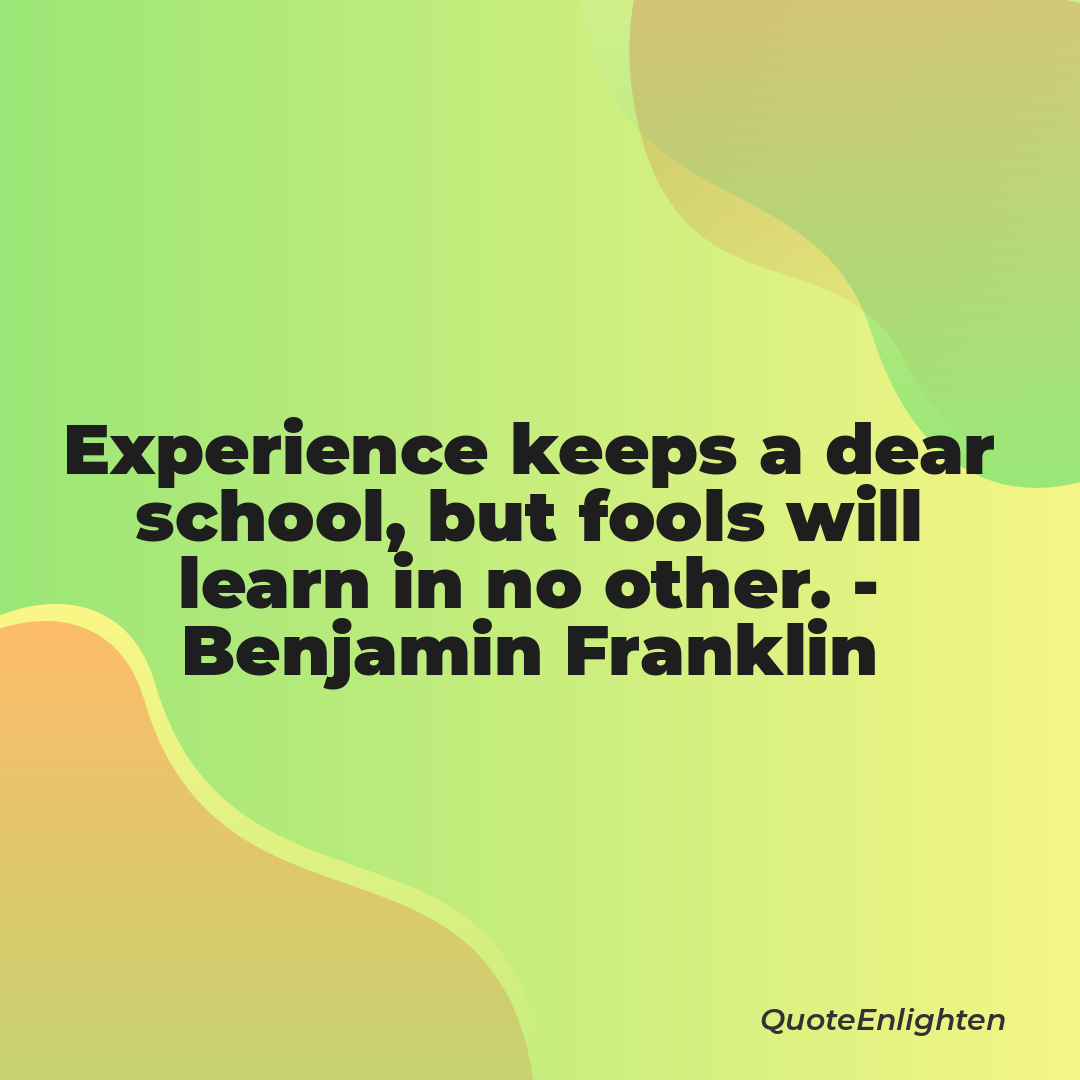 Experience keeps a dear
school, but fools will
learn in no other. -
Benjamin Franklin
QuoteEnlighten